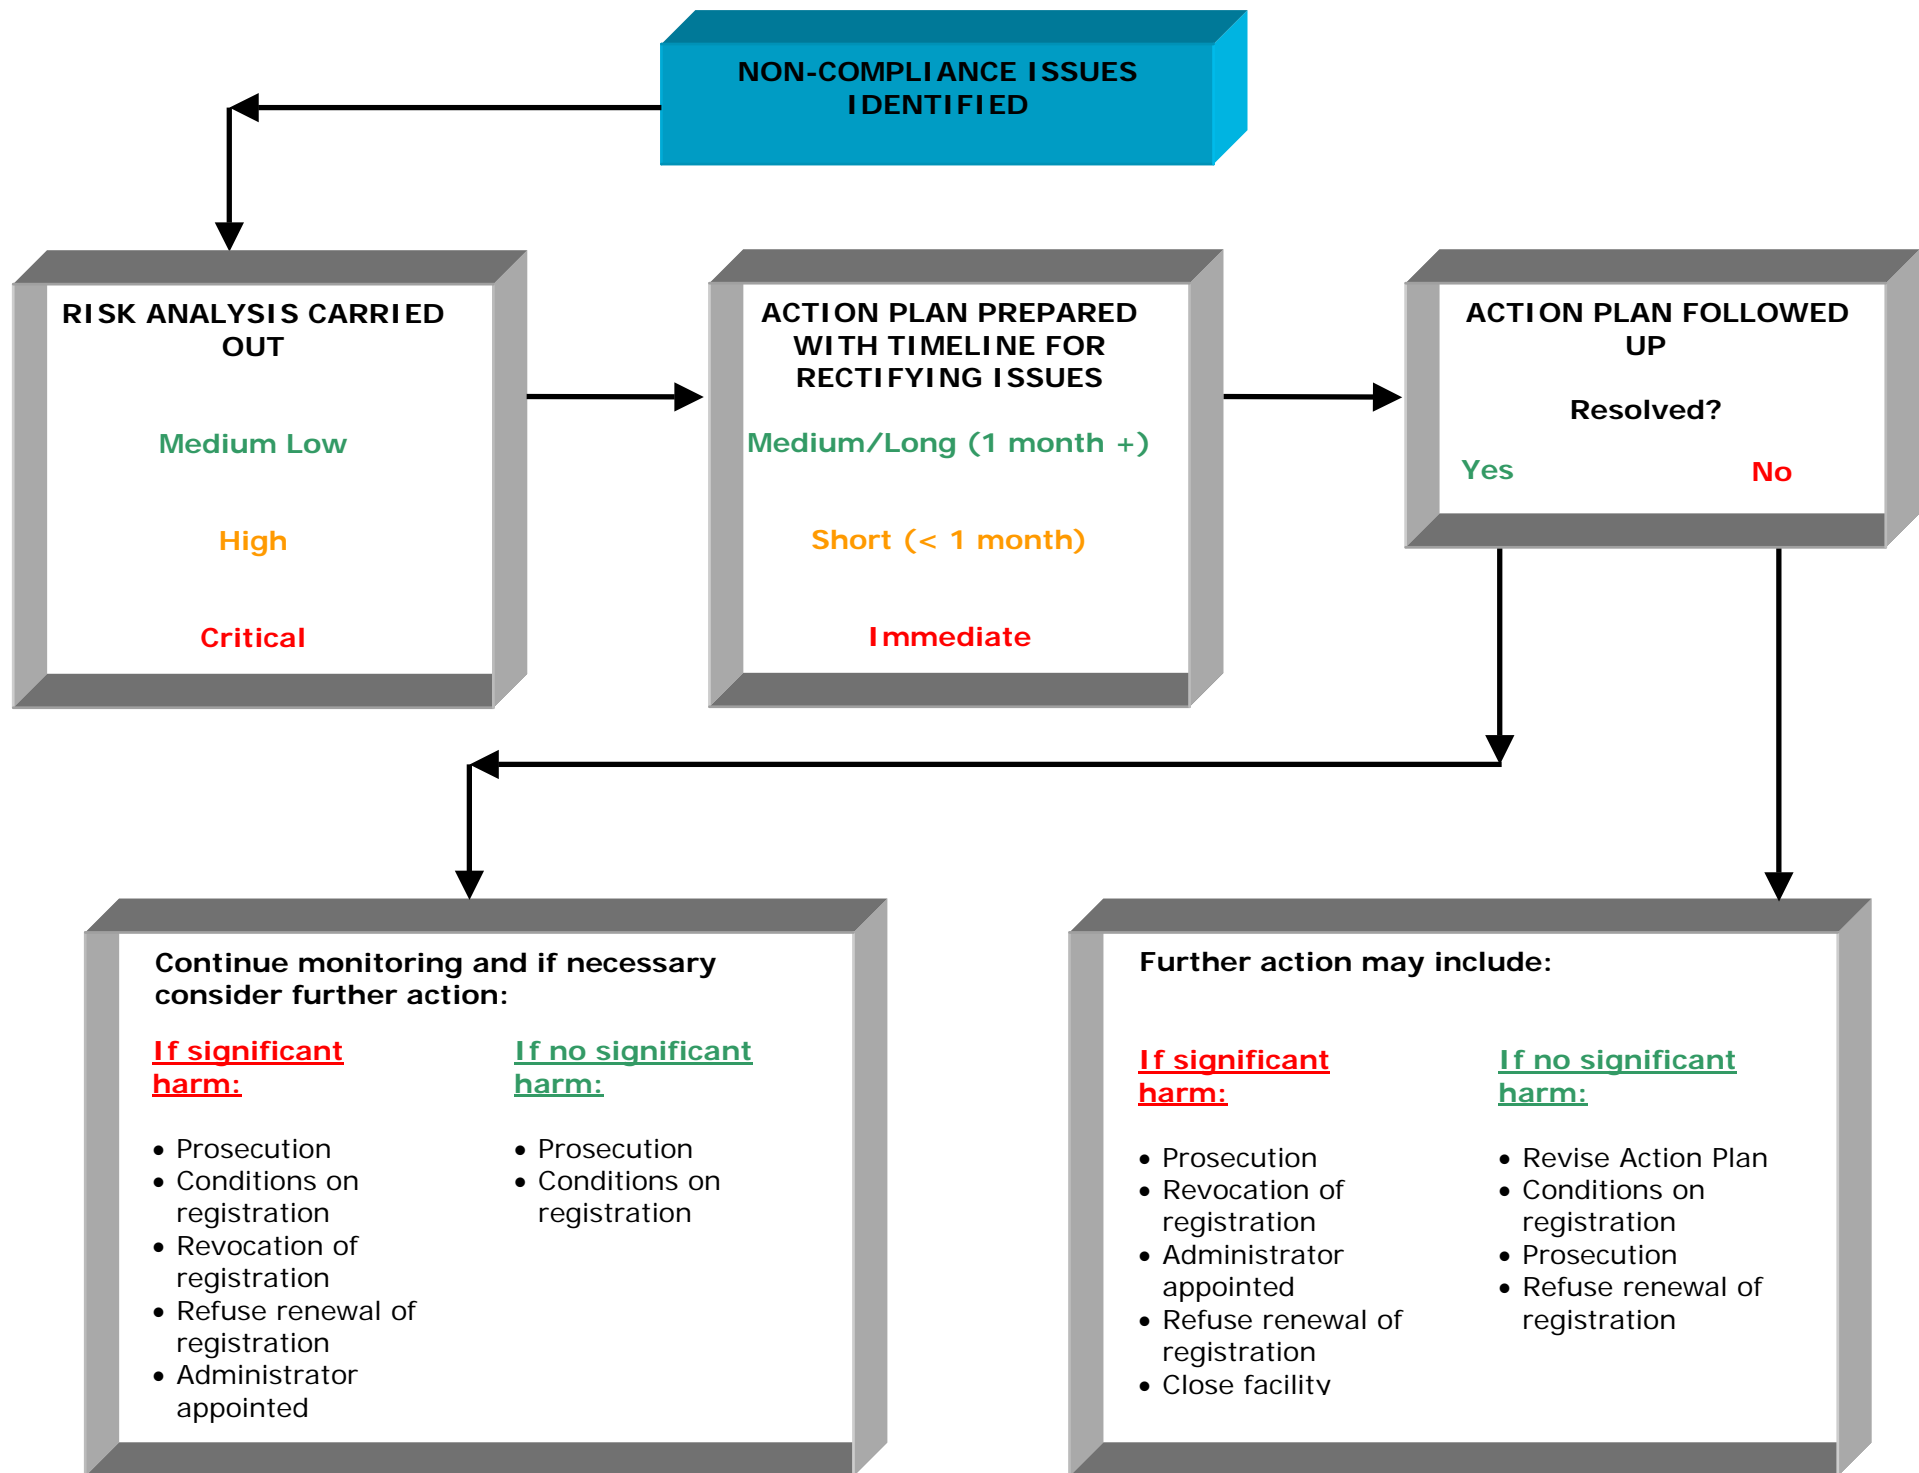 NON-COMPLIANCE ISSUES
IDENTIFIED
RISK ANALYSIS CARRIED
OUT
Medium Low
High
Critical
ACTION PLAN PREPARED
WITH TIMELINE FOR
RECTIFYING ISSUES
Medium/Long (1 month +)
Short (< 1 month)
Immediate
ACTION PLAN FOLLOWED
UP
Resolved?
Yes
No
Continue monitoring and if necessary
consider further action:
If significant
harm:
• Prosecution
• Conditions on
registration
• Revocation of
registration
• Refuse renewal of
registration
• Administrator
appointed
If no significant
harm:
• Prosecution
• Conditions on
registration
Further action may include:
If significant
harm:
• Prosecution
• Revocation of
registration
• Administrator
appointed
• Refuse renewal of
registration
• Close facility
If no significant
harm:
• Revise Action Plan
• Conditions on
registration
• Prosecution
• Refuse renewal of
registration